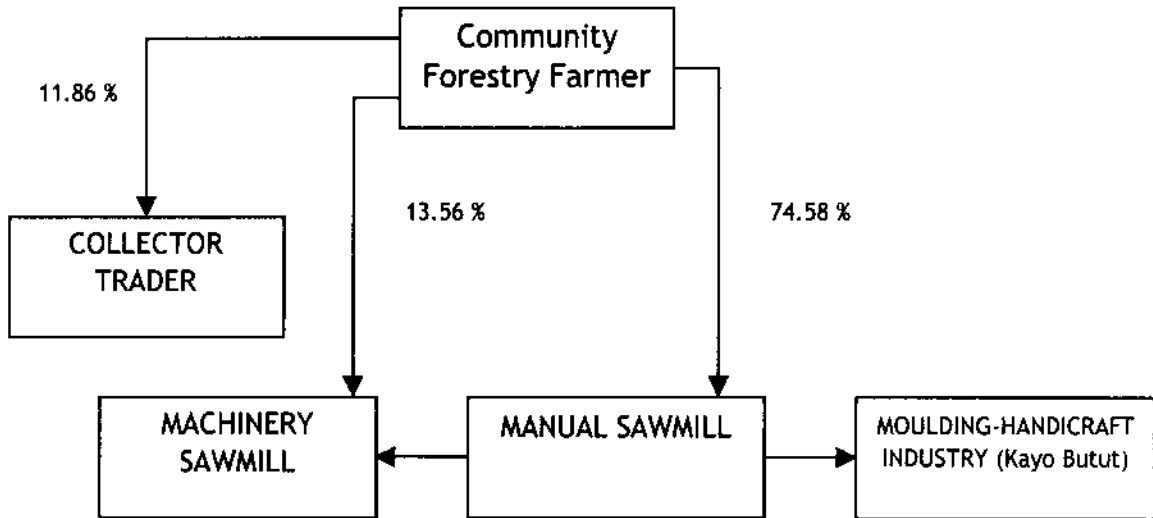 Community
Forestry Farmer
11.86 %
13.56 %
74.58 %
COLLECTOR
TRADER
MACHINERY
SAWMILL
MANUAL SAWMILL
MOULDING-HANDICRAFT
INDUSTRY (Kayo Butut)